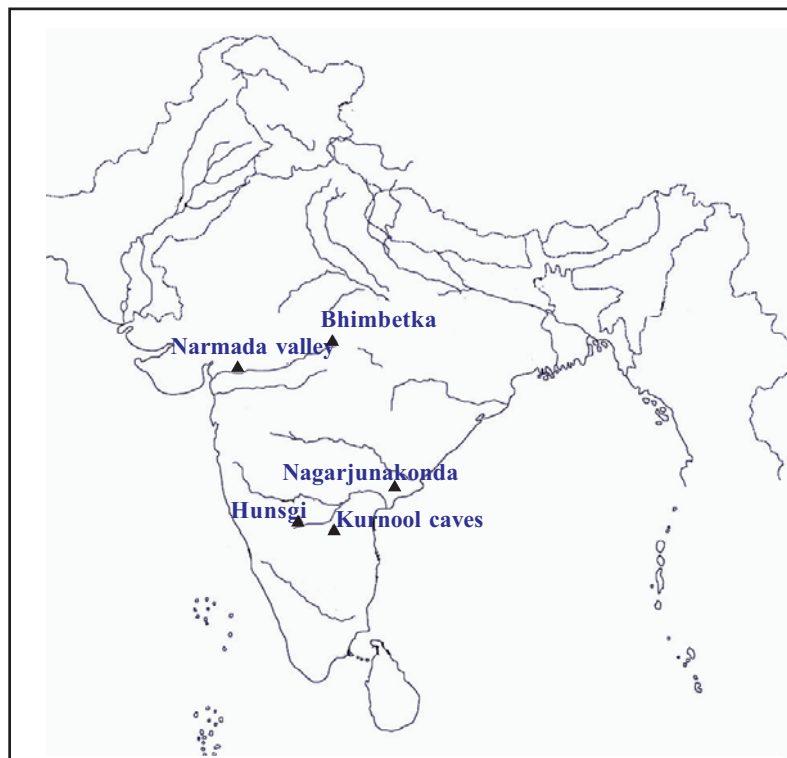 Bhimbetka
Narmada valley
Nagarjunakonda
Hunsgi
Kurnool caves